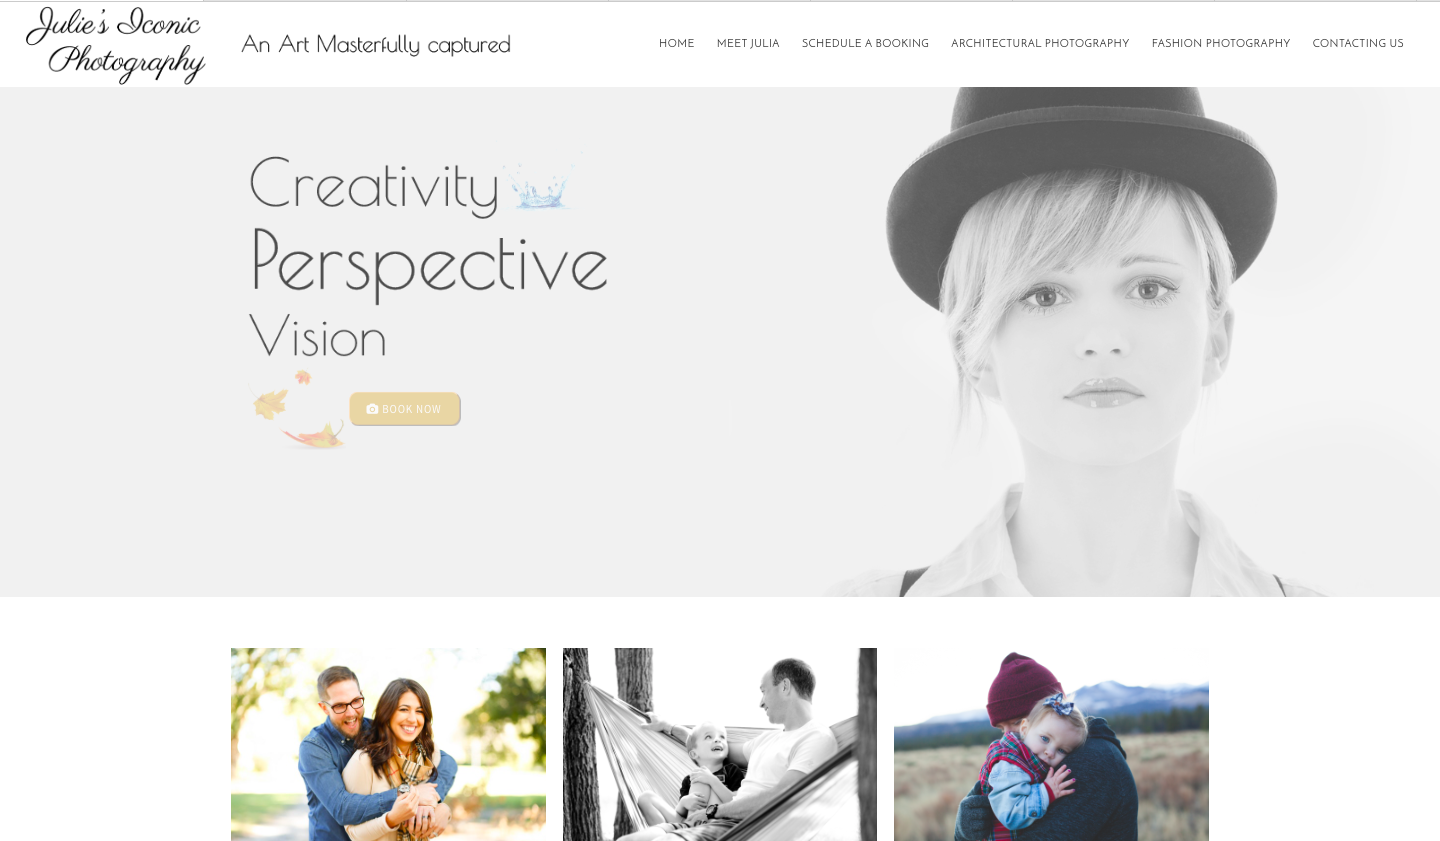 Julie's Iconic
Photography
An Art Masterfully captured
HOME MEET JULIA SCHEDULE A BOOKING ARCHITECTURAL PHOTOGRAPHY FASHION PHOTOGRAPHY CONTACTING US
Creativity
Perspective
Vision
BOOK NOW